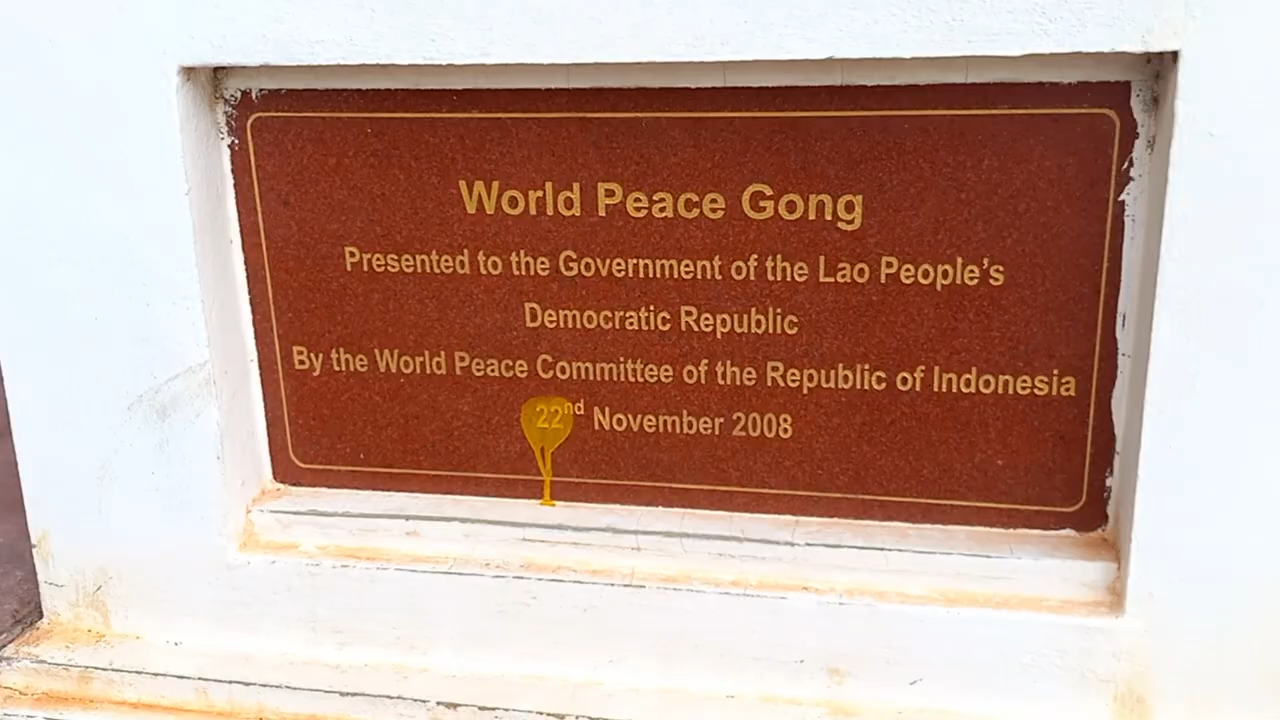 World Peace Gong
Presented to the Government of the Lao People's
Democratic Republic
By the World Peace Committee of the Republic of Indonesia
22nd November 2008